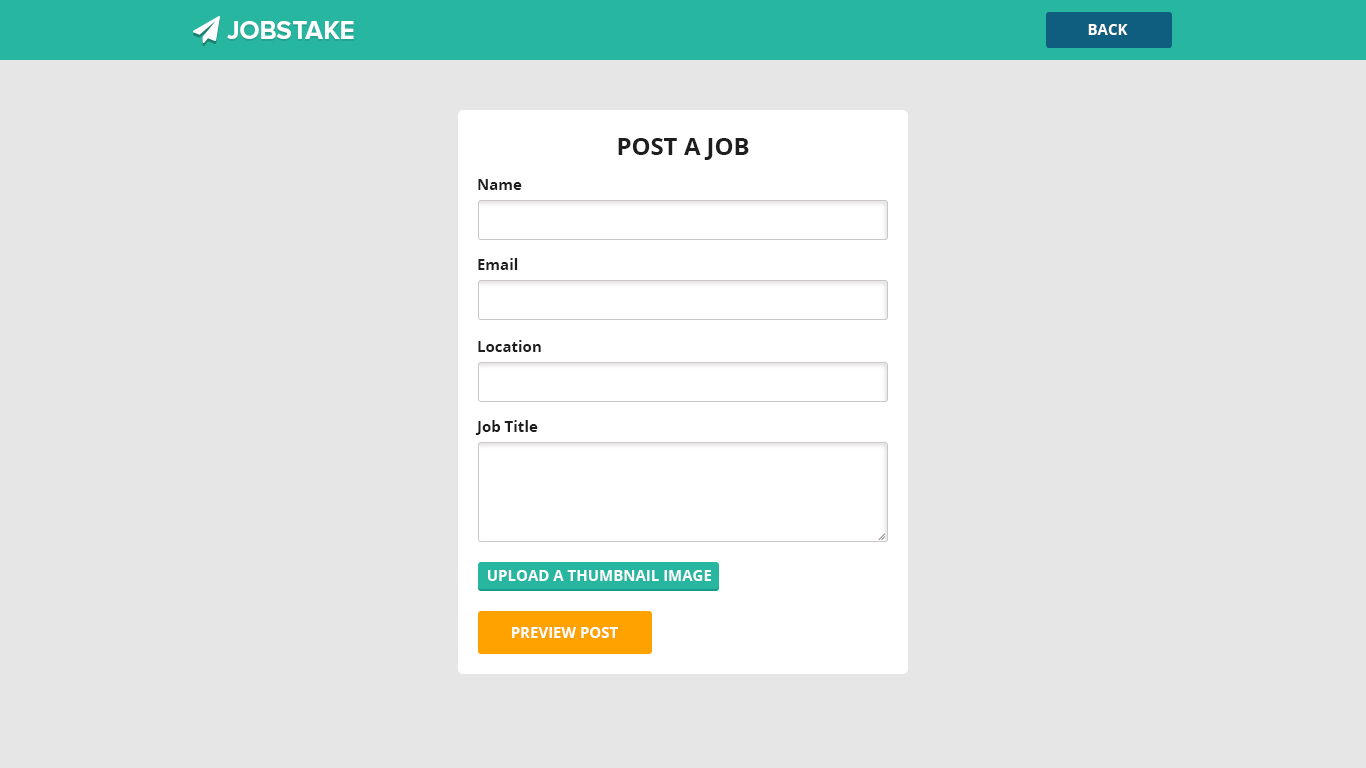 JOBSTAKE
BACK
POST A JOB
Name
Email
Location
Job Title
UPLOAD A THUMBNAIL IMAGE
PREVIEW POST